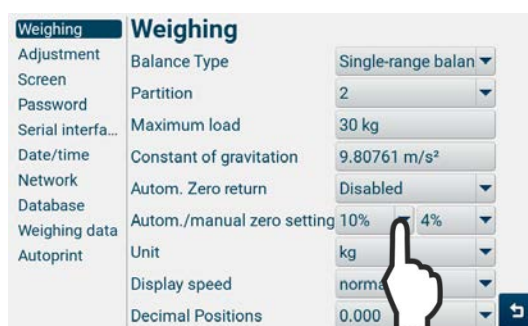 Weighing
Adjustment
Screen
Password
Serial interfa...
Date/time
Network
Database
Weighing data
Autoprint
Weighing
Balance Type Single-range balan
Partition 2
Maximum load 30 kg
Constant of gravitation 9.80761 m/s²
Autom. Zero return Disabled
Autom./manual zero setting 10% 4%
Unit kg
Display speed
Decimal Positions 0.000